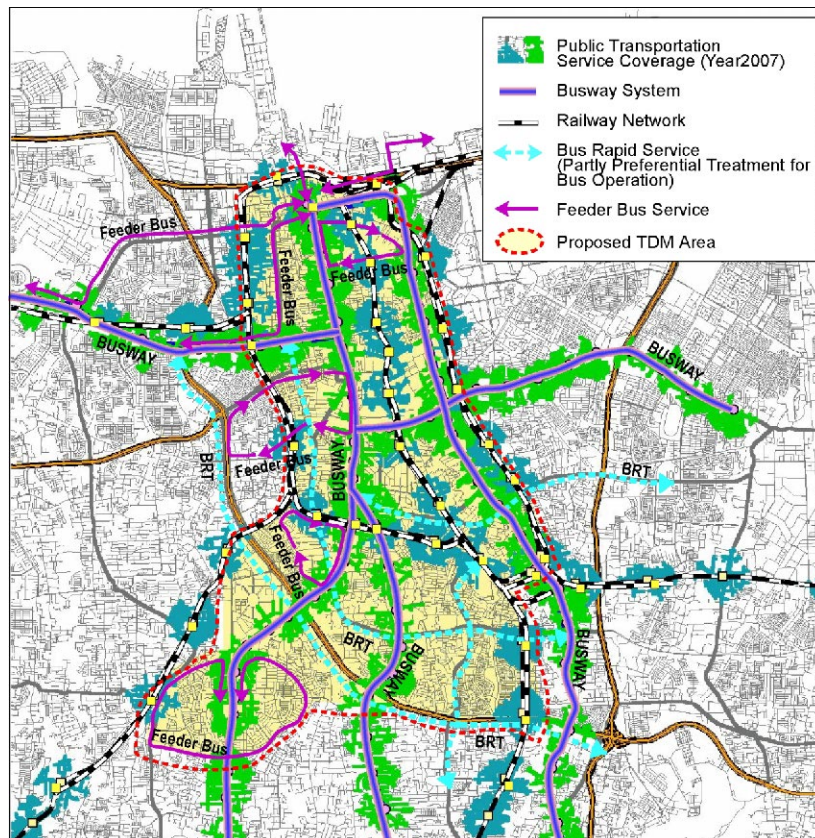 Public Transportation
Service Coverage (Year2007)
Busway System
Railway Network
Bus Rapid Service
(Partly Preferential Treatment for
Bus Operation)
Feeder Bus Service
Proposed TDM Area
Feeder Bus
Feeder Bus
Feeder Bus
BUSWAY
BUSWAY
BRT
Feeder Bus
BUSWAY
BRT
Feeder Bus
BRT
BUSWAY
BUSWAY
Feeder Bus
BRT